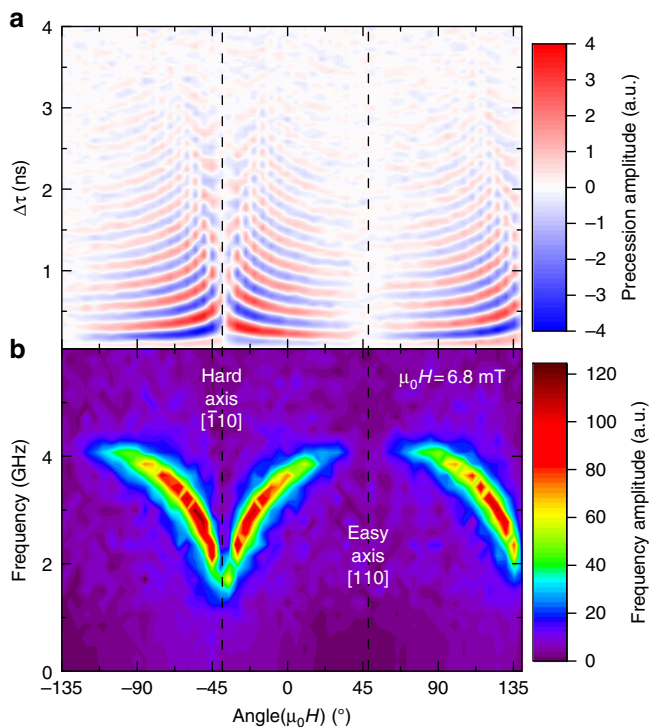 a
4
3
2
1
Δτ (ns)
4
3
2
1
0
−1
−2
−3
−4
Precession amplitude (a.u.)
b
Hard
axis
[1̄10]
μ₀H = 6.8 mT
Easy
axis
[110]
4
2
0
Frequency (GHz)
−135
−90
−45
0
45
90
135
Angle(μ₀H) (°)
120
100
80
60
40
20
0
Frequency amplitude (a.u.)